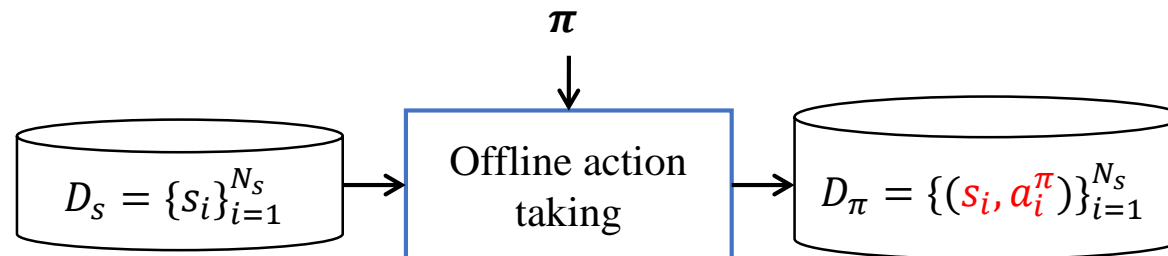 π
D_s = {s_i}_{i=1}^{N_s}
Offline action
taking
D_π = {(s_i, a_i^π)}_{i=1}^{N_s}